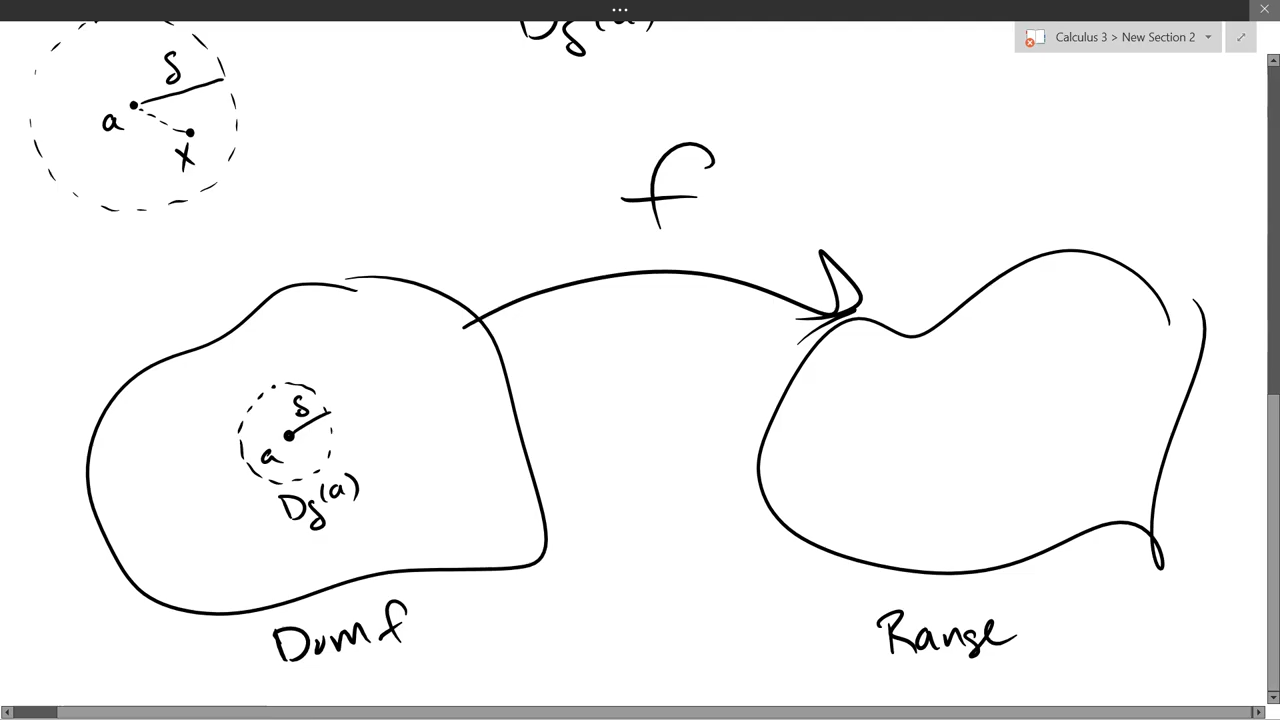 Calculus 3 > New Section 2
δ
a
x
f
δ
a
Dδ(a)
Dom f
Range